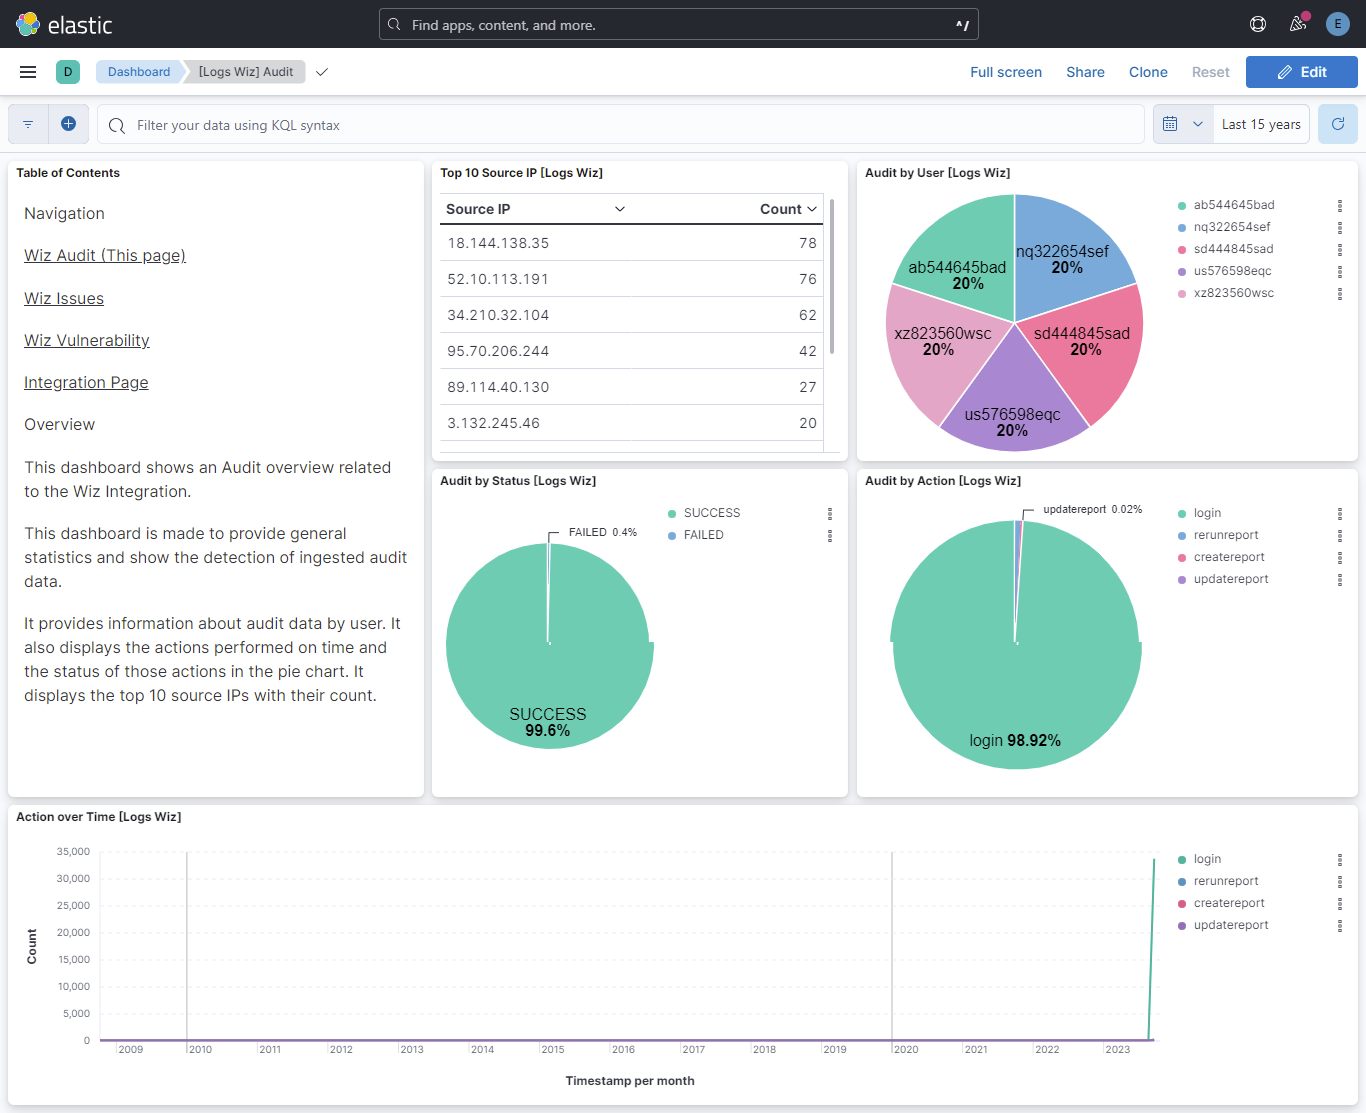 elastic
Find apps, content, and more.
^/
E
D
Dashboard
[Logs Wiz] Audit
Full screen
Share
Clone
Reset
Edit
Filter your data using KQL syntax
Last 15 years
Table of Contents
Navigation
Wiz Audit (This page)
Wiz Issues
Wiz Vulnerability
Integration Page
Overview
This dashboard shows an Audit overview related
to the Wiz Integration.
This dashboard is made to provide general
statistics and show the detection of ingested audit
data.
It provides information about audit data by user. It
also displays the actions performed on time and
the status of those actions in the pie chart. It
displays the top 10 source IPs with their count.
Top 10 Source IP [Logs Wiz]
Source IP Count
18.144.138.35 78
52.10.113.191 76
34.210.32.104 62
95.70.206.244 42
89.114.40.130 27
3.132.245.46 20
Audit by User [Logs Wiz]
ab544645bad
20%
nq322654sef
20%
xz823560wsc
20%
sd444845sad
20%
us576598eqc
20%
ab544645bad
nq322654sef
sd444845sad
us576598eqc
xz823560wsc
Audit by Status [Logs Wiz]
FAILED 0.4%
SUCCESS
99.6%
SUCCESS
FAILED
Audit by Action [Logs Wiz]
updatereport 0.02%
login 98.92%
login
rerunreport
createreport
updatereport
Action over Time [Logs Wiz]
Count
35,000
30,000
25,000
20,000
15,000
10,000
5,000
0
2009 2010 2011 2012 2013 2014 2015 2016 2017 2018 2019 2020 2021 2022 2023
Timestamp per month
login
rerunreport
createreport
updatereport